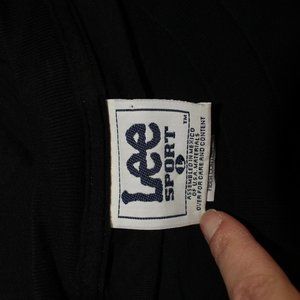 Lee
™
SPORT
L
ASSEMBLED IN MEXICO
OF U.S.A. MATERIALS
OVER FOR CARE AND CONTENT